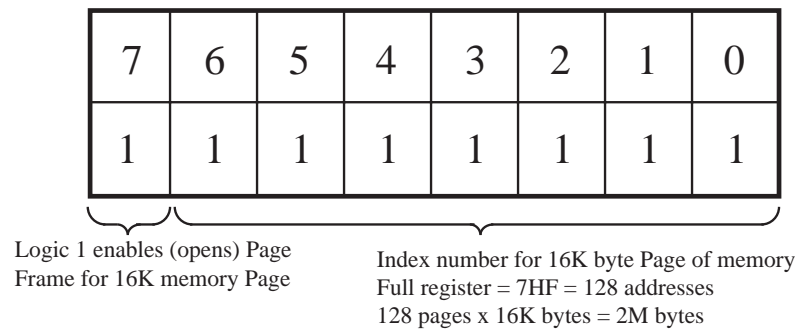 7 6 5 4 3 2 1 0
1 1 1 1 1 1 1 1
Logic 1 enables (opens) Page
Frame for 16K memory Page
Index number for 16K byte Page of memory
Full register = 7HF = 128 addresses
128 pages x 16K bytes = 2M bytes